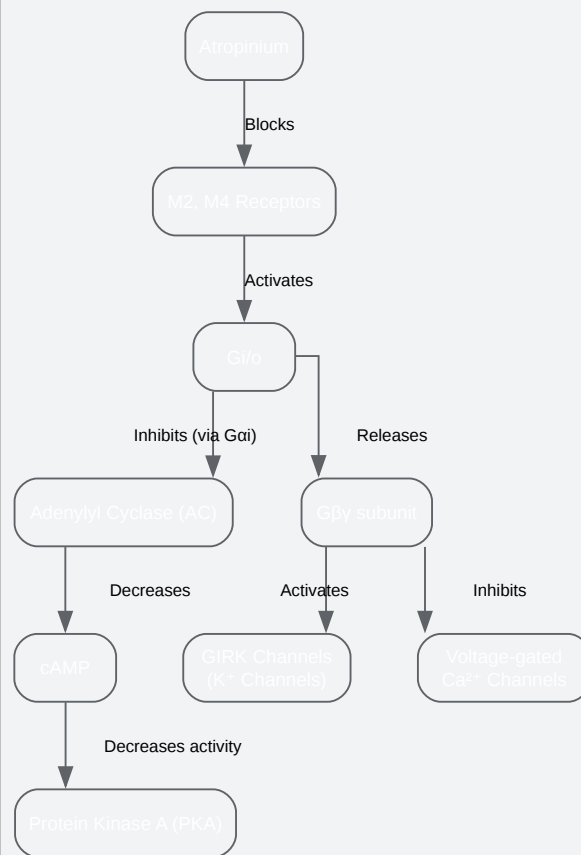 Atropinium
Blocks
M2, M4 Receptors
Activates
Gi/o
Inhibits (via Gαi)
Releases
Adenylyl Cyclase (AC)
Gβγ subunit
Decreases
Activates
Inhibits
cAMP
GIRK Channels
(K⁺ Channels)
Voltage-gated
Ca²⁺ Channels
Decreases activity
Protein Kinase A (PKA)